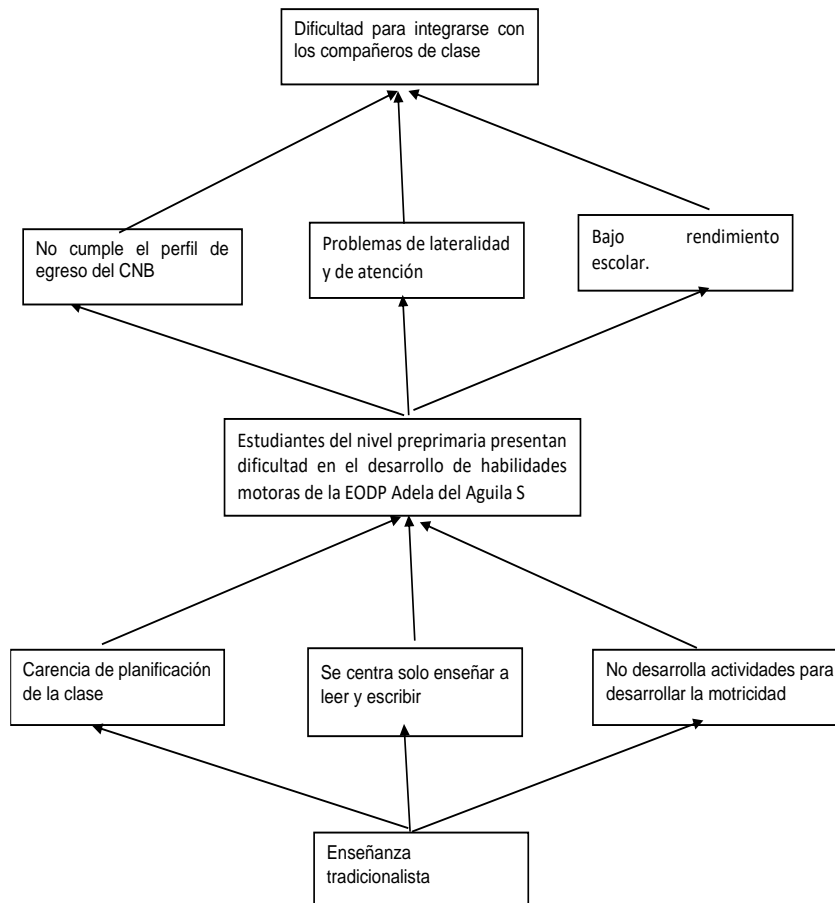 Dificultad para integrarse con
los compañeros de clase
No cumple el perfil de
egreso del CNB
Problemas de lateralidad
y de atención
Bajo rendimiento
escolar.
Estudiantes del nivel preprimaria presentan
dificultad en el desarrollo de habilidades
motoras de la EODP Adela del Aguila S
Carencia de planificación
de la clase
Se centra solo enseñar a
leer y escribir
No desarrolla actividades para
desarrollar la motricidad
Enseñanza
tradicionalista